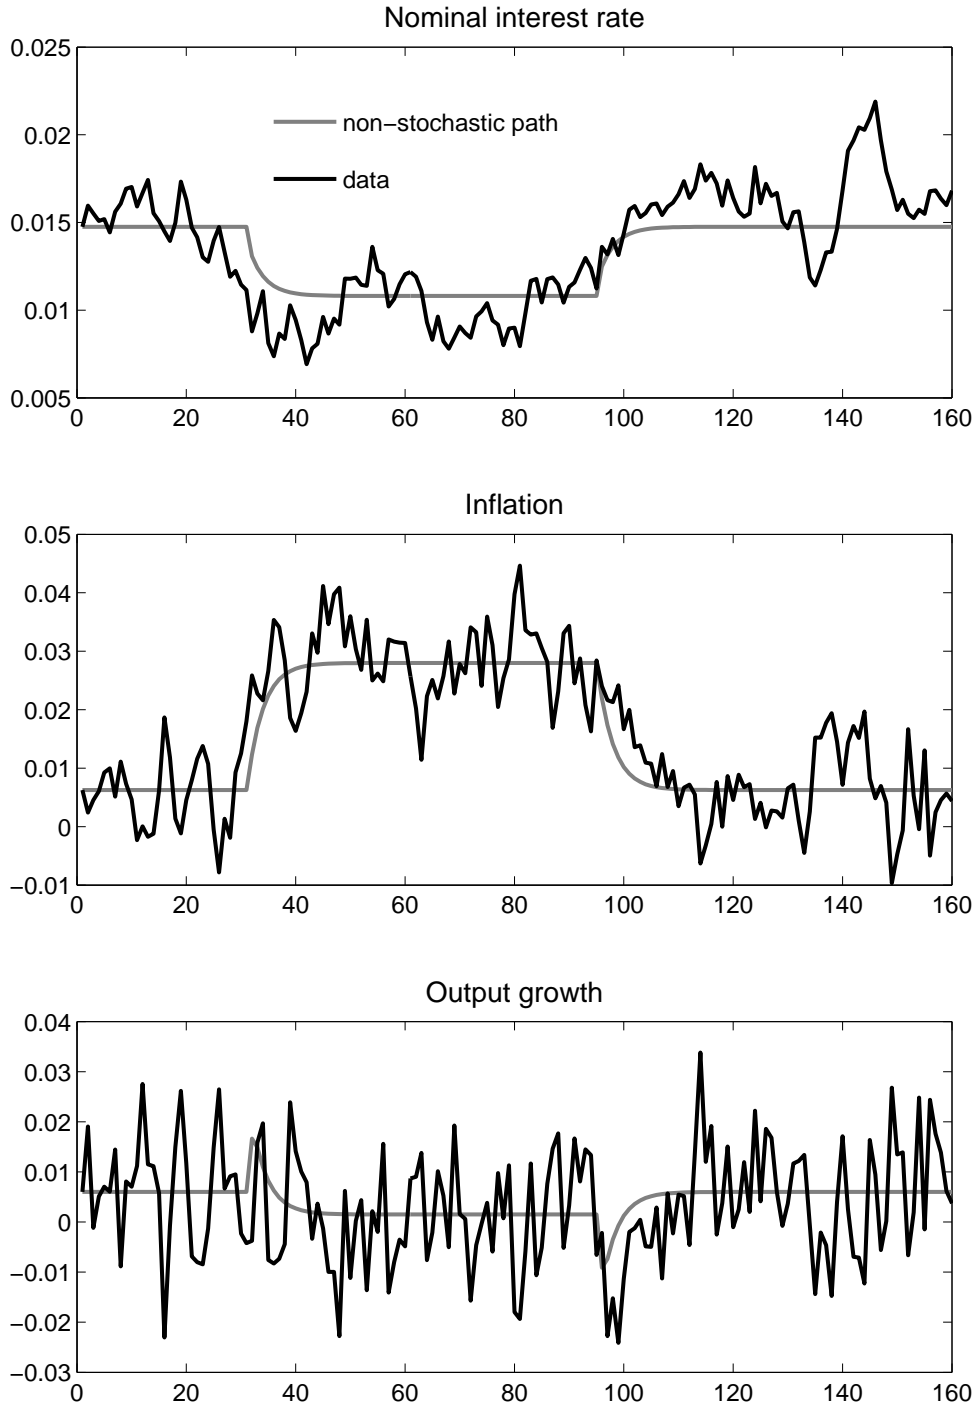 Nominal interest rate
0.025
0.02
0.015
0.01
0.005
non−stochastic path
data
0 20 40 60 80 100 120 140 160
Inflation
0.05
0.04
0.03
0.02
0.01
0
−0.01
0 20 40 60 80 100 120 140 160
Output growth
0.04
0.03
0.02
0.01
0
−0.01
−0.02
−0.03
0 20 40 60 80 100 120 140 160